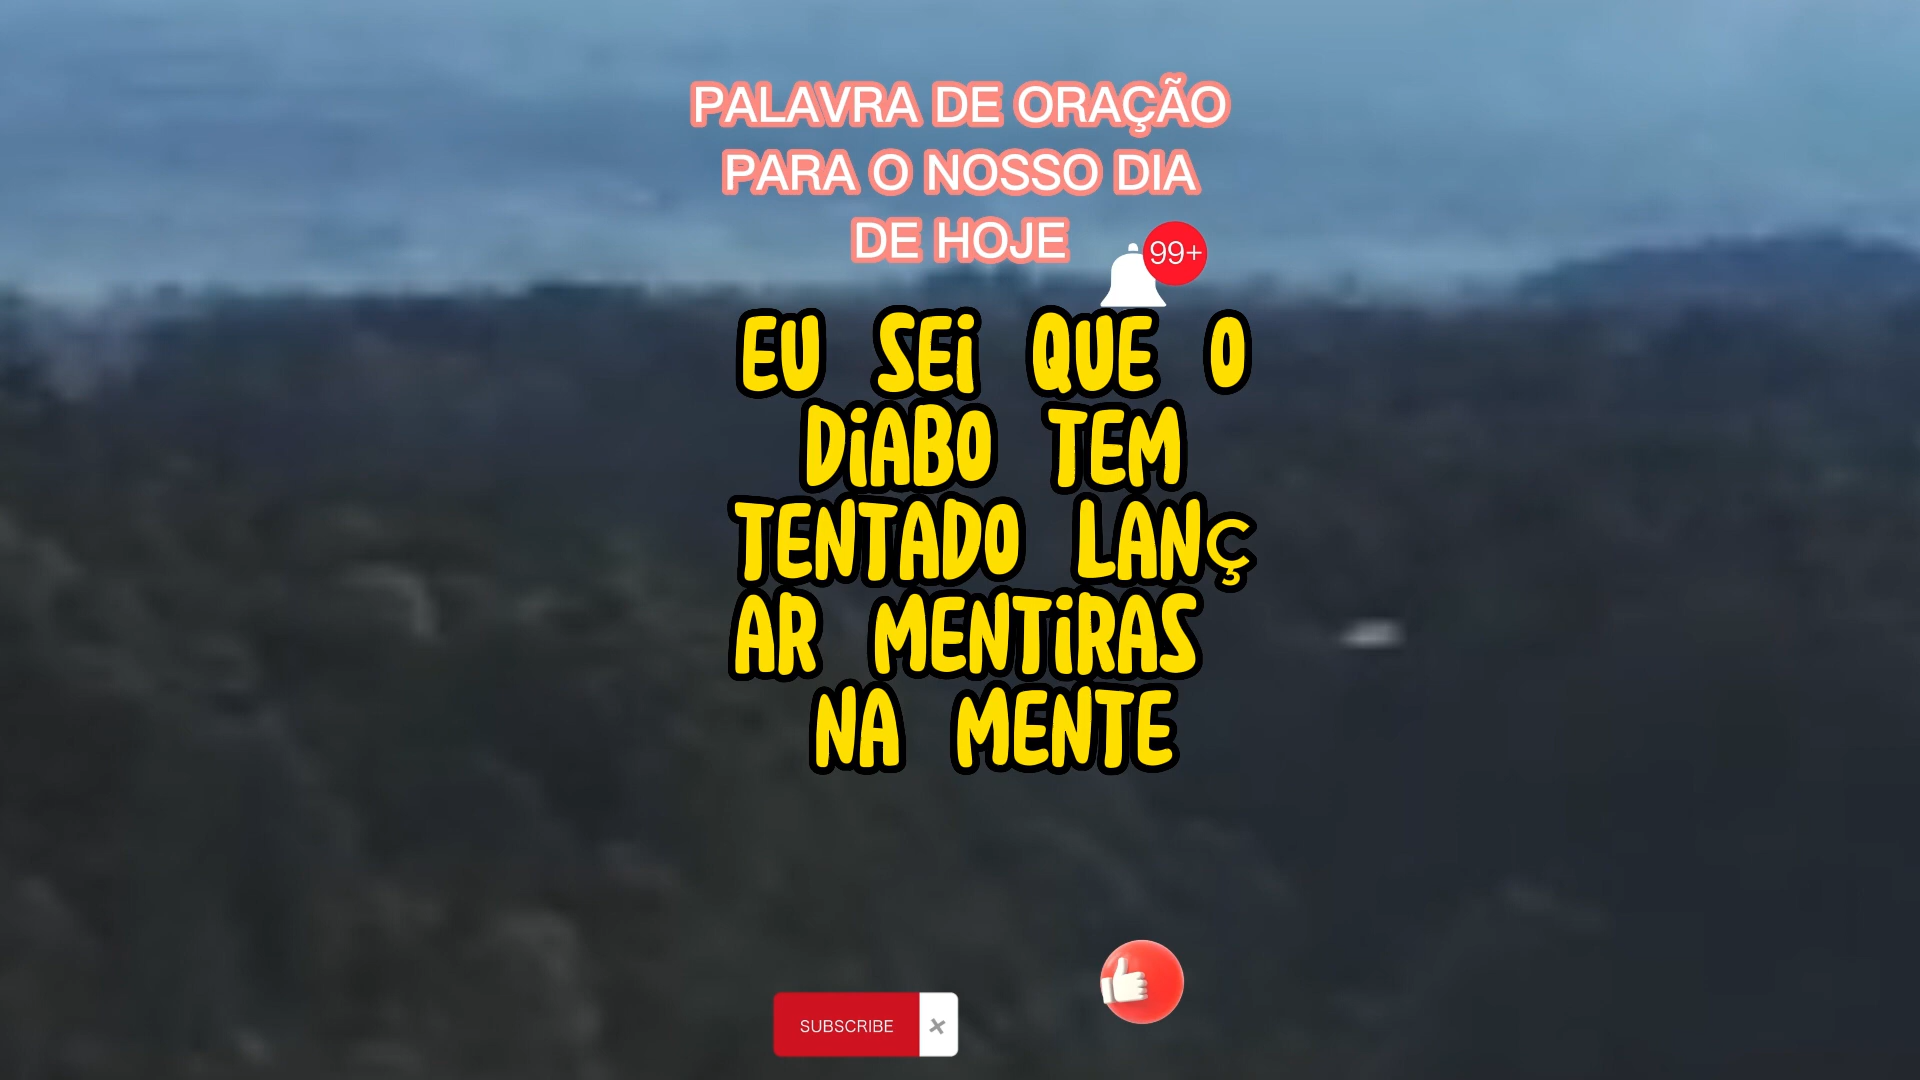 PALAVRA DE ORAÇÃO
PARA O NOSSO DIA
DE HOJE
99+
EU SEI QUE O
DIABO TEM
TENTADO LANÇ
AR MENTIRAS
NA MENTE
SUBSCRIBE